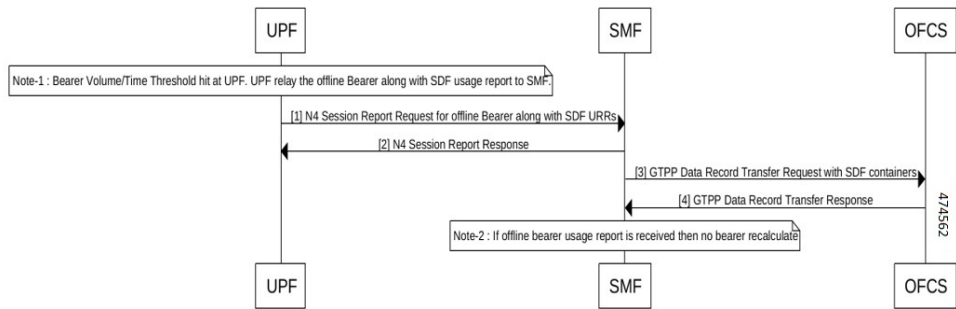 UPF
SMF
OFCS
Note-1 : Bearer Volume/Time Threshold hit at UPF. UPF relay the offline Bearer along with SDF usage report to SMF.
[1] N4 Session Report Request for offline Bearer along with SDF URRs
[2] N4 Session Report Response
[3] GTPP Data Record Transfer Request with SDF containers
[4] GTPP Data Record Transfer Response
474562
Note-2 : If offline bearer usage report is received then no bearer recalculate
UPF
SMF
OFCS